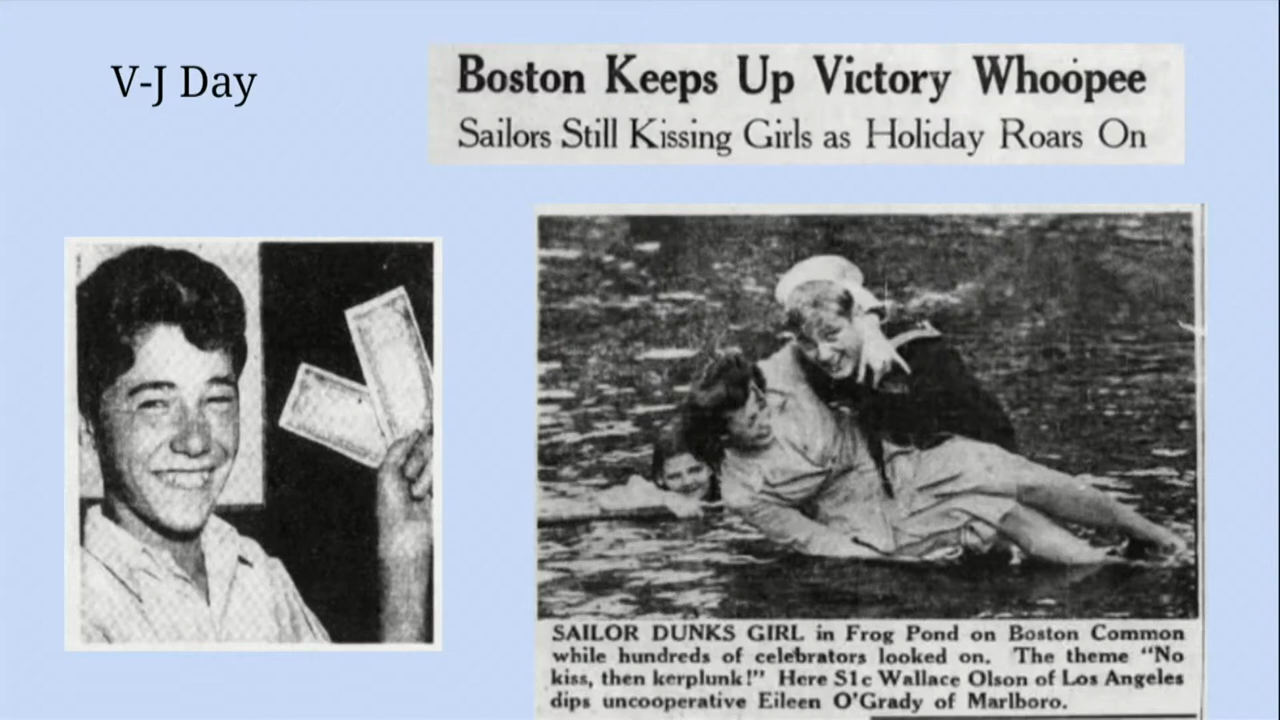 V-J Day
Boston Keeps Up Victory Whoopee
Sailors Still Kissing Girls as Holiday Roars On
SAILOR DUNKS GIRL in Frog Pond on Boston Common
while hundreds of celebrators looked on. The theme "No
kiss, then kerplunk!" Here S1c Wallace Olson of Los Angeles
dips uncooperative Eileen O'Grady of Marlboro.